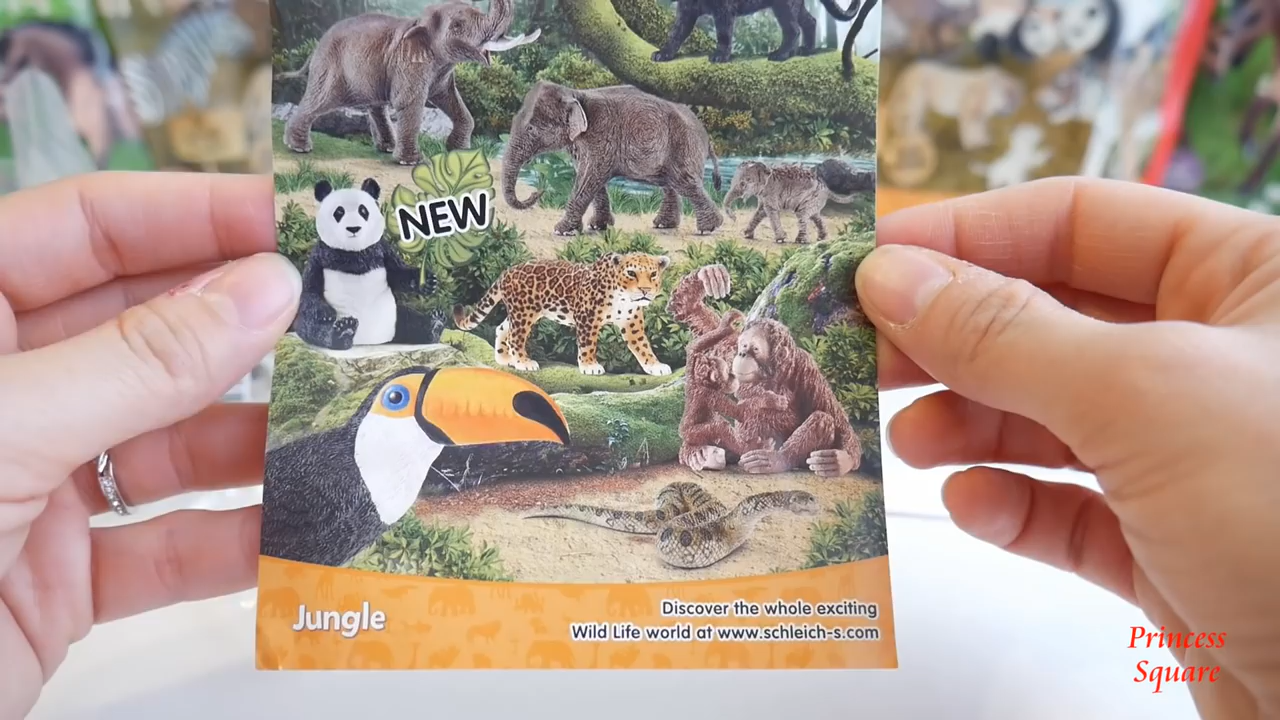 NEW
Jungle
Discover the whole exciting
Wild Life world at www.schleich-s.com
Princess
Square